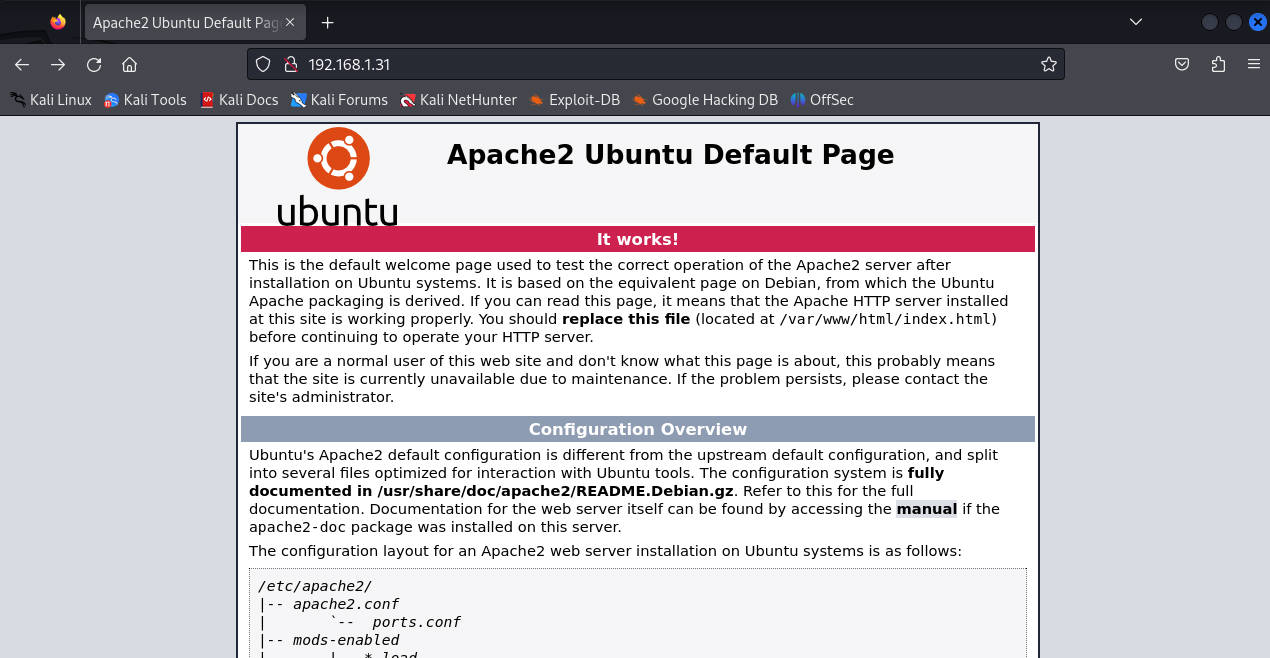 Apache2 Ubuntu Default Pag
192.168.1.31
Kali Linux Kali Tools Kali Docs Kali Forums Kali NetHunter Exploit-DB Google Hacking DB OffSec
ubuntu
Apache2 Ubuntu Default Page
It works!
This is the default welcome page used to test the correct operation of the Apache2 server after
installation on Ubuntu systems. It is based on the equivalent page on Debian, from which the Ubuntu
Apache packaging is derived. If you can read this page, it means that the Apache HTTP server installed
at this site is working properly. You should replace this file (located at /var/www/html/index.html)
before continuing to operate your HTTP server.
If you are a normal user of this web site and don't know what this page is about, this probably means
that the site is currently unavailable due to maintenance. If the problem persists, please contact the
site's administrator.
Configuration Overview
Ubuntu's Apache2 default configuration is different from the upstream default configuration, and split
into several files optimized for interaction with Ubuntu tools. The configuration system is fully
documented in /usr/share/doc/apache2/README.Debian.gz. Refer to this for the full
documentation. Documentation for the web server itself can be found by accessing the manual if the
apache2-doc package was installed on this server.
The configuration layout for an Apache2 web server installation on Ubuntu systems is as follows:
/etc/apache2/
|-- apache2.conf
|       `--  ports.conf
|-- mods-enabled
|       |-- *.load